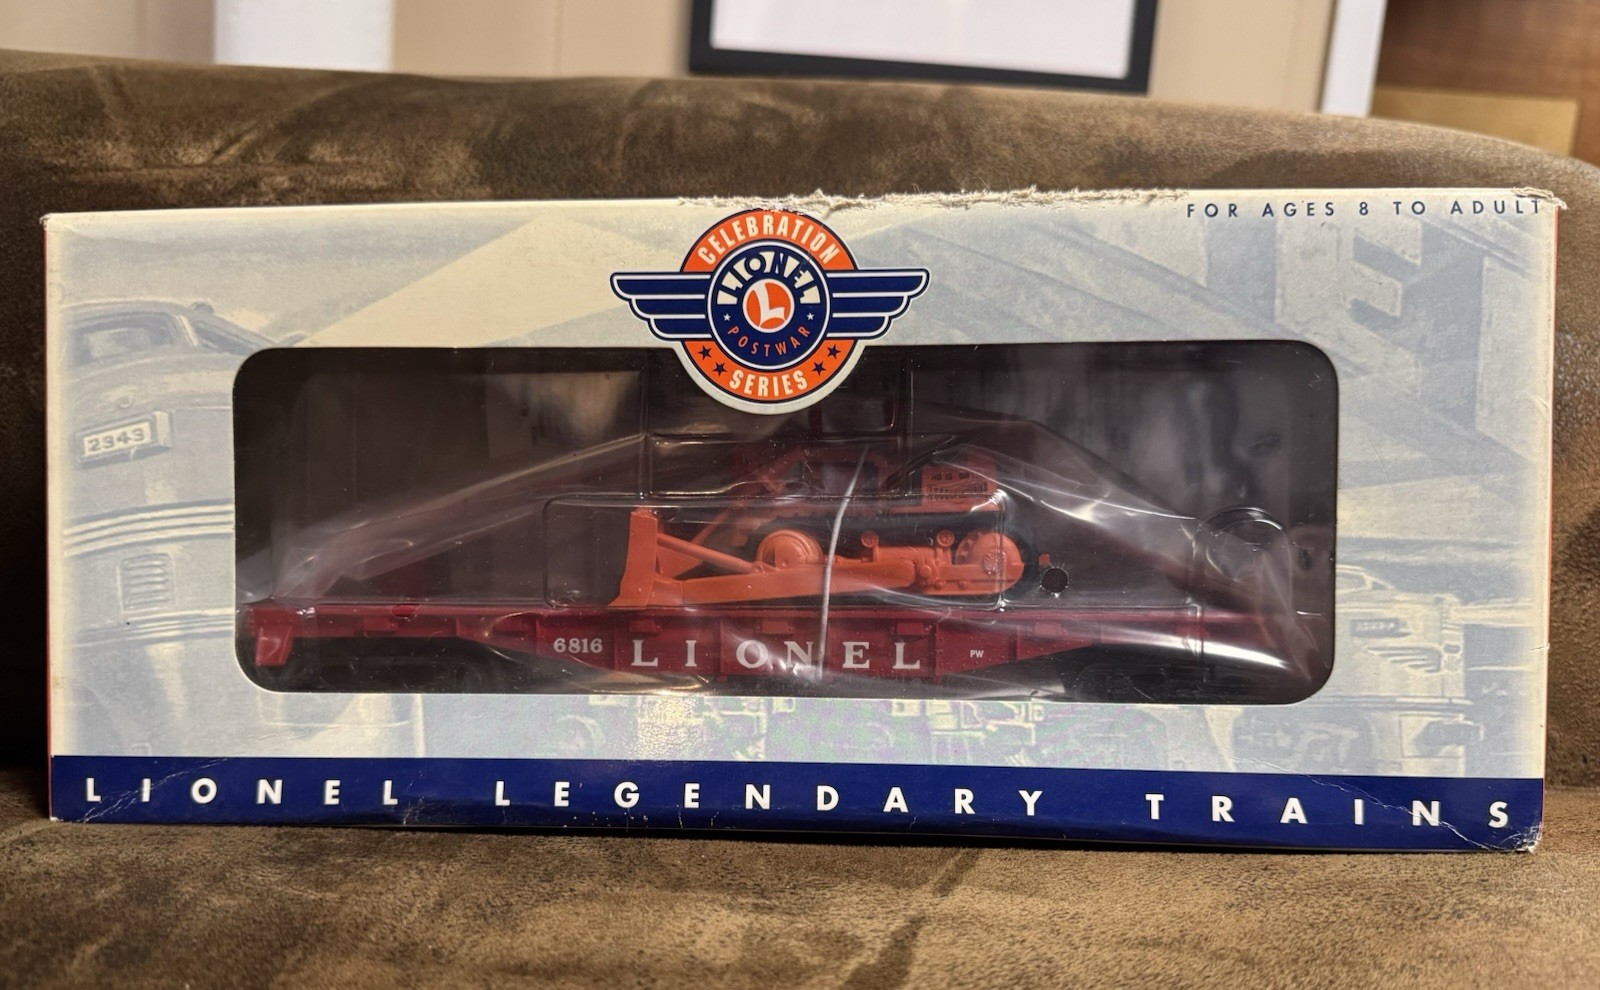 FOR AGES 8 TO ADULT
CELEBRATION
LIONEL
L
POSTWAR
SERIES
2343
6816 LIONEL PW
LIONEL LEGENDARY TRAINS